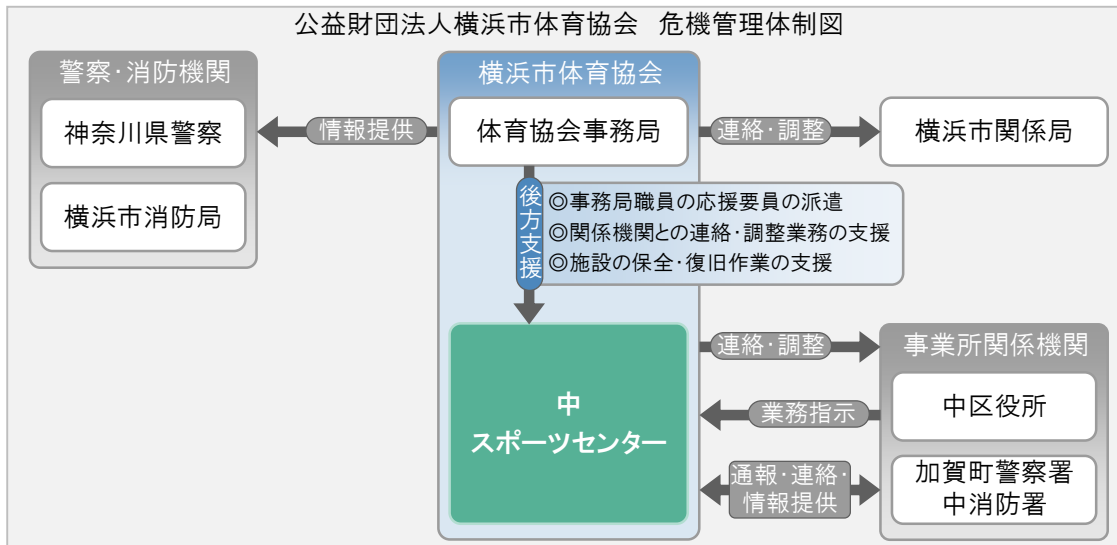 公益財団法人横浜市体育協会　危機管理体制図
警察・消防機関
神奈川県警察
横浜市消防局
情報提供
横浜市体育協会
体育協会事務局
連絡・調整
横浜市関係局
後方支援
◎事務局職員の応援要員の派遣
◎関係機関との連絡・調整業務の支援
◎施設の保全・復旧作業の支援
中
スポーツセンター
連絡・調整
業務指示
通報・連絡・
情報提供
事業所関係機関
中区役所
加賀町警察署
中消防署